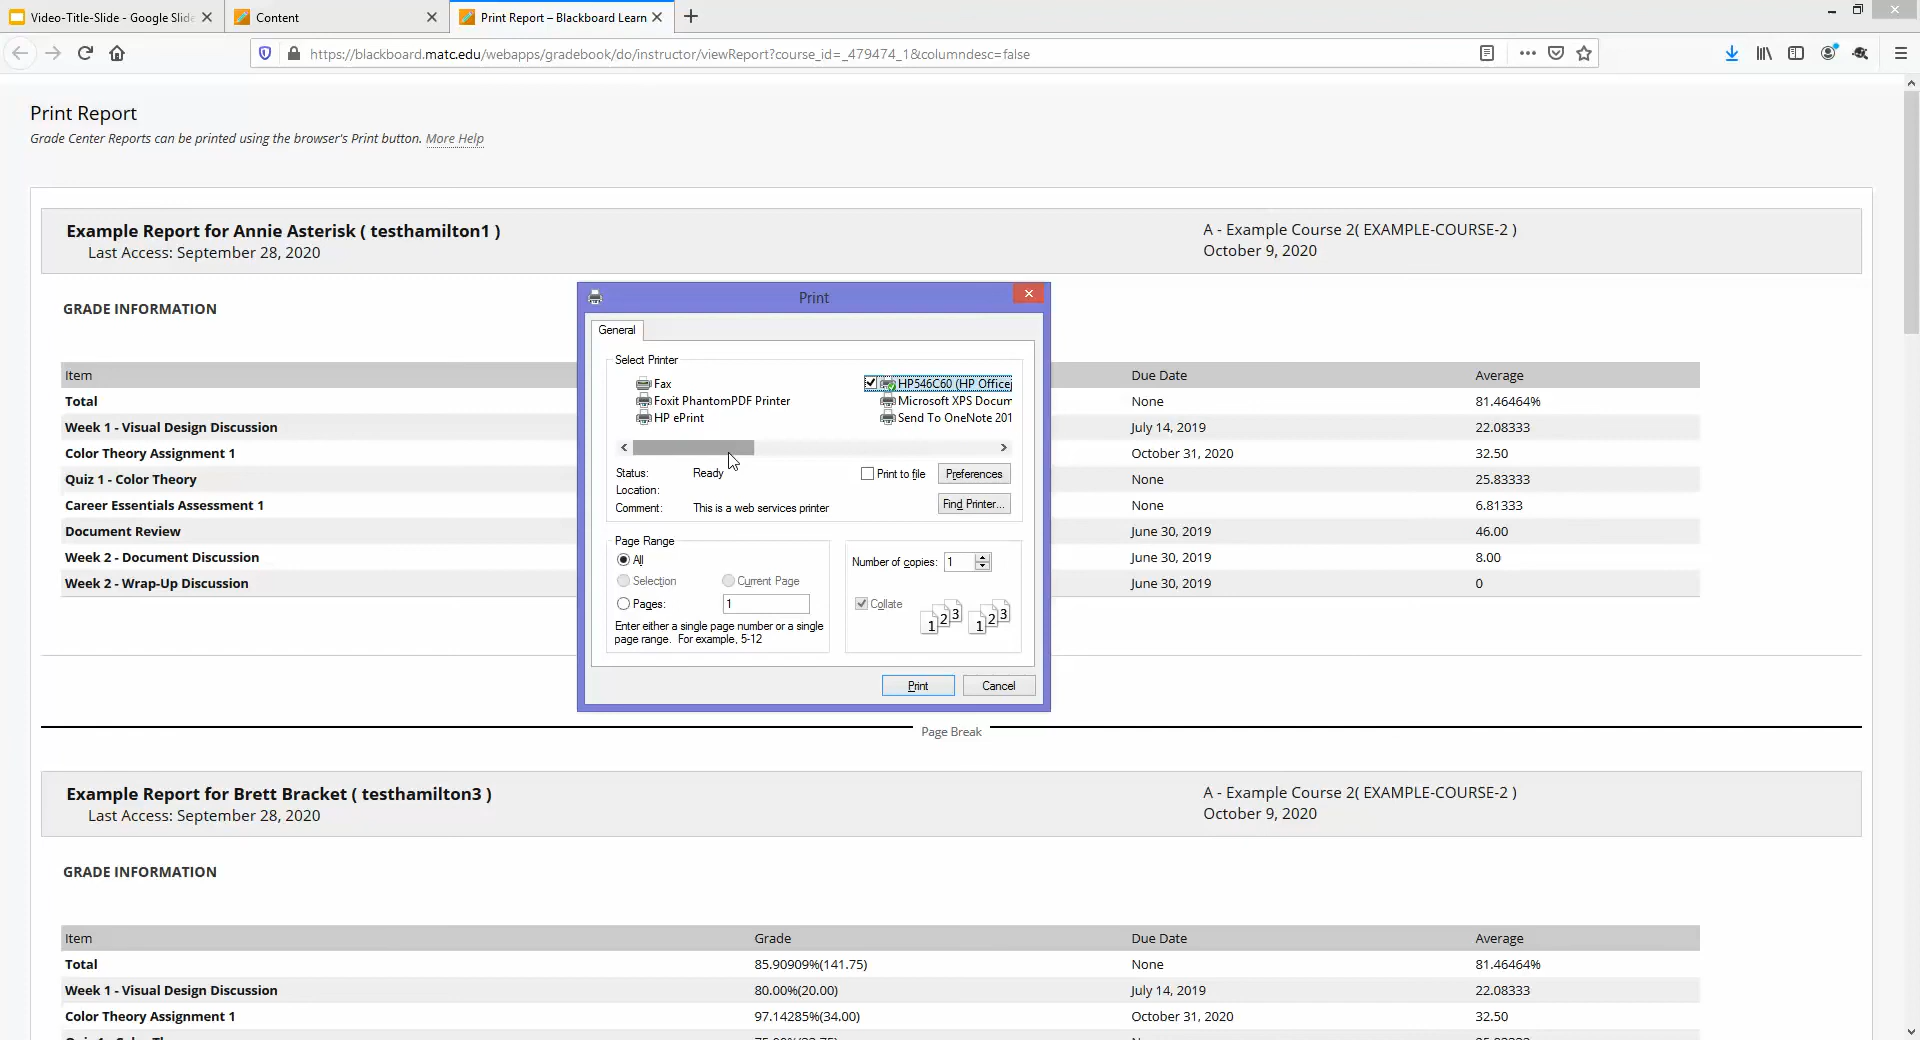 Video-Title-Slide - Google Slide
Content
Print Report – Blackboard Learn
https://blackboard.matc.edu/webapps/gradebook/do/instructor/viewReport?course_id=_479474_1&columndesc=false
Print Report
Grade Center Reports can be printed using the browser's Print button. More Help
Example Report for Annie Asterisk ( testhamilton1 )
A - Example Course 2( EXAMPLE-COURSE-2 )
Last Access: September 28, 2020
October 9, 2020
GRADE INFORMATION
Item Due Date Average
Total None 81.46464%
Week 1 - Visual Design Discussion July 14, 2019 22.08333
Color Theory Assignment 1 October 31, 2020 32.50
Quiz 1 - Color Theory None 25.83333
Career Essentials Assessment 1 None 6.81333
Document Review June 30, 2019 46.00
Week 2 - Document Discussion June 30, 2019 8.00
Week 2 - Wrap-Up Discussion June 30, 2019 0
Print
General
Select Printer
Fax HP546C60 (HP Office
Foxit PhantomPDF Printer Microsoft XPS Docum
HP ePrint Send To OneNote 201
Status: Ready Print to file Preferences
Location:
Comment: This is a web services printer Find Printer...
Page Range
All Number of copies: 1
Selection Current Page
Pages: 1 Collate
1 2 3 1 2 3
Enter either a single page number or a single
page range. For example, 5-12
Print Cancel
Page Break
Example Report for Brett Bracket ( testhamilton3 )
A - Example Course 2( EXAMPLE-COURSE-2 )
Last Access: September 28, 2020
October 9, 2020
GRADE INFORMATION
Item Grade Due Date Average
Total 85.90909%(141.75) None 81.46464%
Week 1 - Visual Design Discussion 80.00%(20.00) July 14, 2019 22.08333
Color Theory Assignment 1 97.14285%(34.00) October 31, 2020 32.50